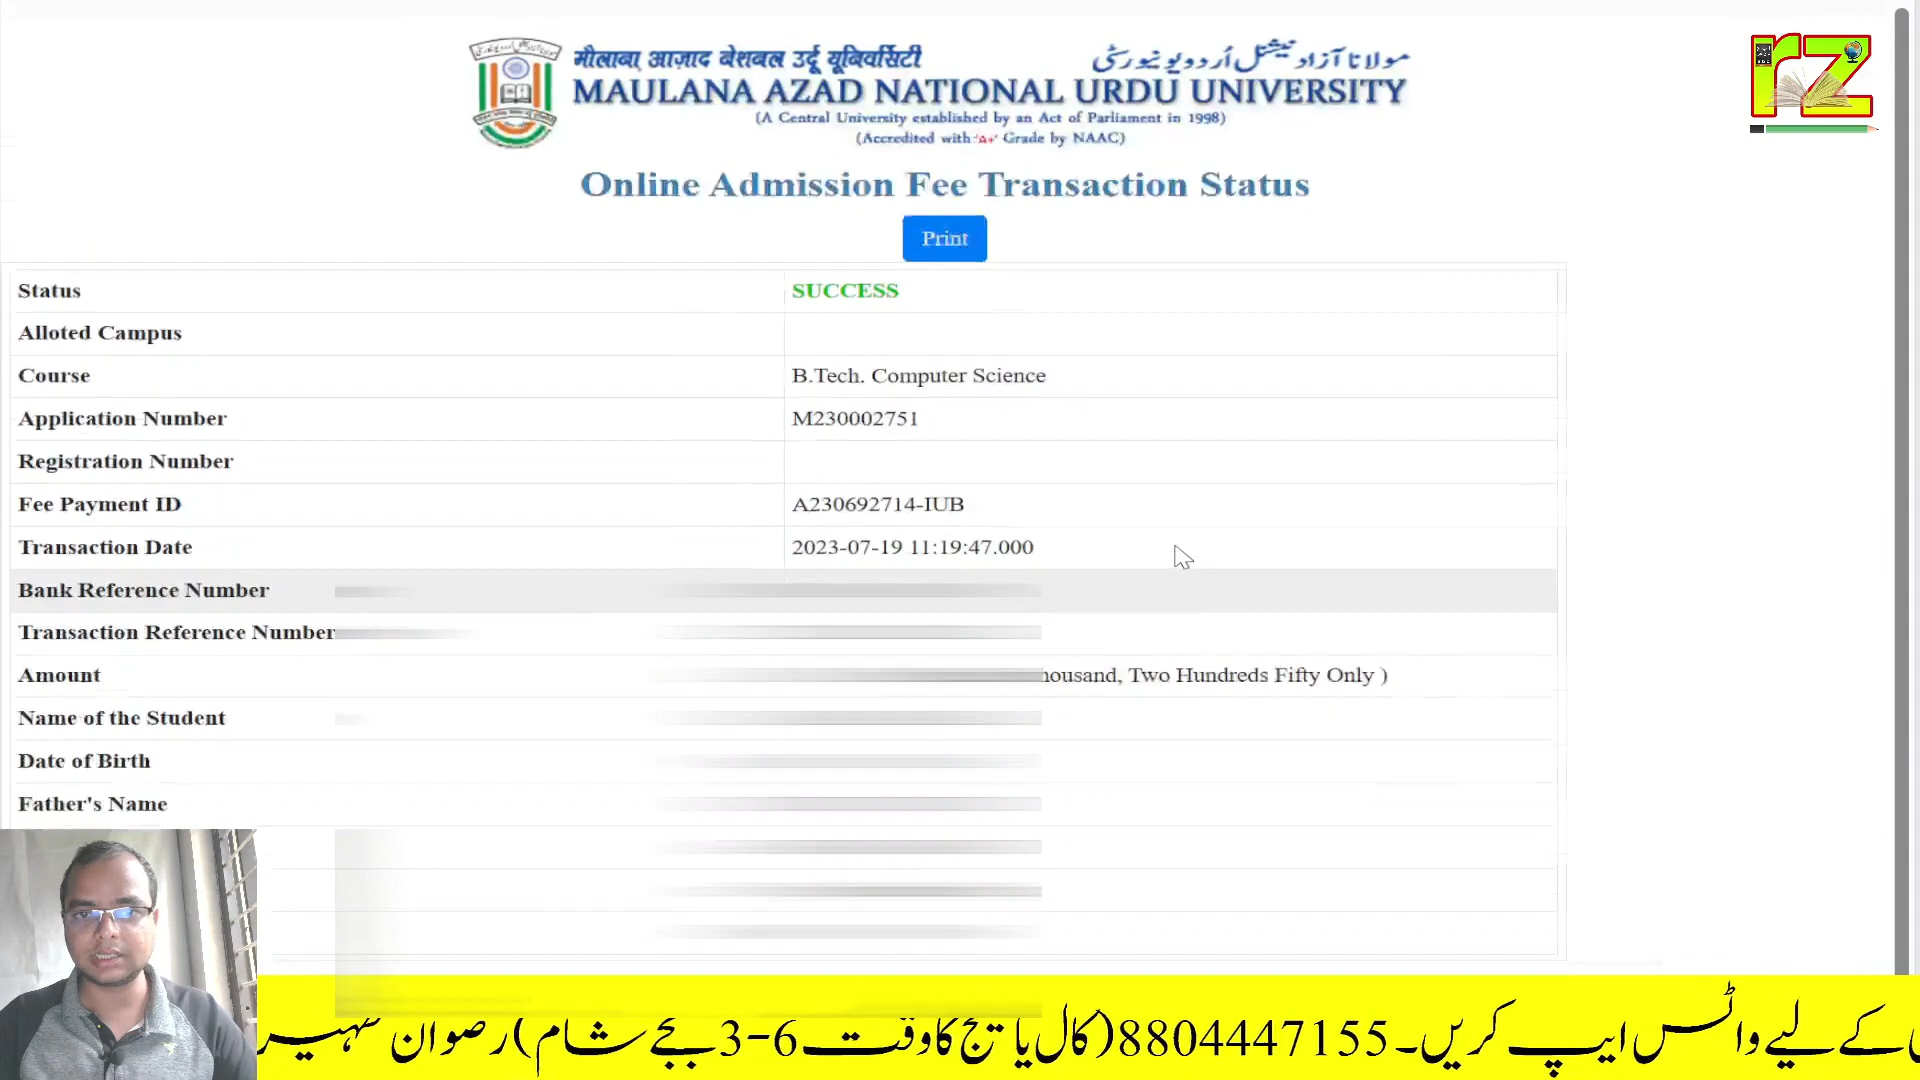 मौलाना आज़ाद नेशनल उर्दू यूनिवर्सिटी
مولانا آزاد نیشنل اُردو یونیورسٹی
MAULANA AZAD NATIONAL URDU UNIVERSITY
(A Central University established by an Act of Parliament in 1998)
(Accredited with 'A+' Grade by NAAC)
rz
Online Admission Fee Transaction Status
Print
Status SUCCESS
Alloted Campus
Course B.Tech. Computer Science
Application Number M230002751
Registration Number
Fee Payment ID A230692714-IUB
Transaction Date 2023-07-19 11:19:47.000
Bank Reference Number
Transaction Reference Number
Amount housand, Two Hundreds Fifty Only )
Name of the Student
Date of Birth
Father's Name
کے لیے واٹس ایپ کریں۔ 8804447155(کال یا میسج کا وقت 6-3 بجے شام) رضوان ظہیر